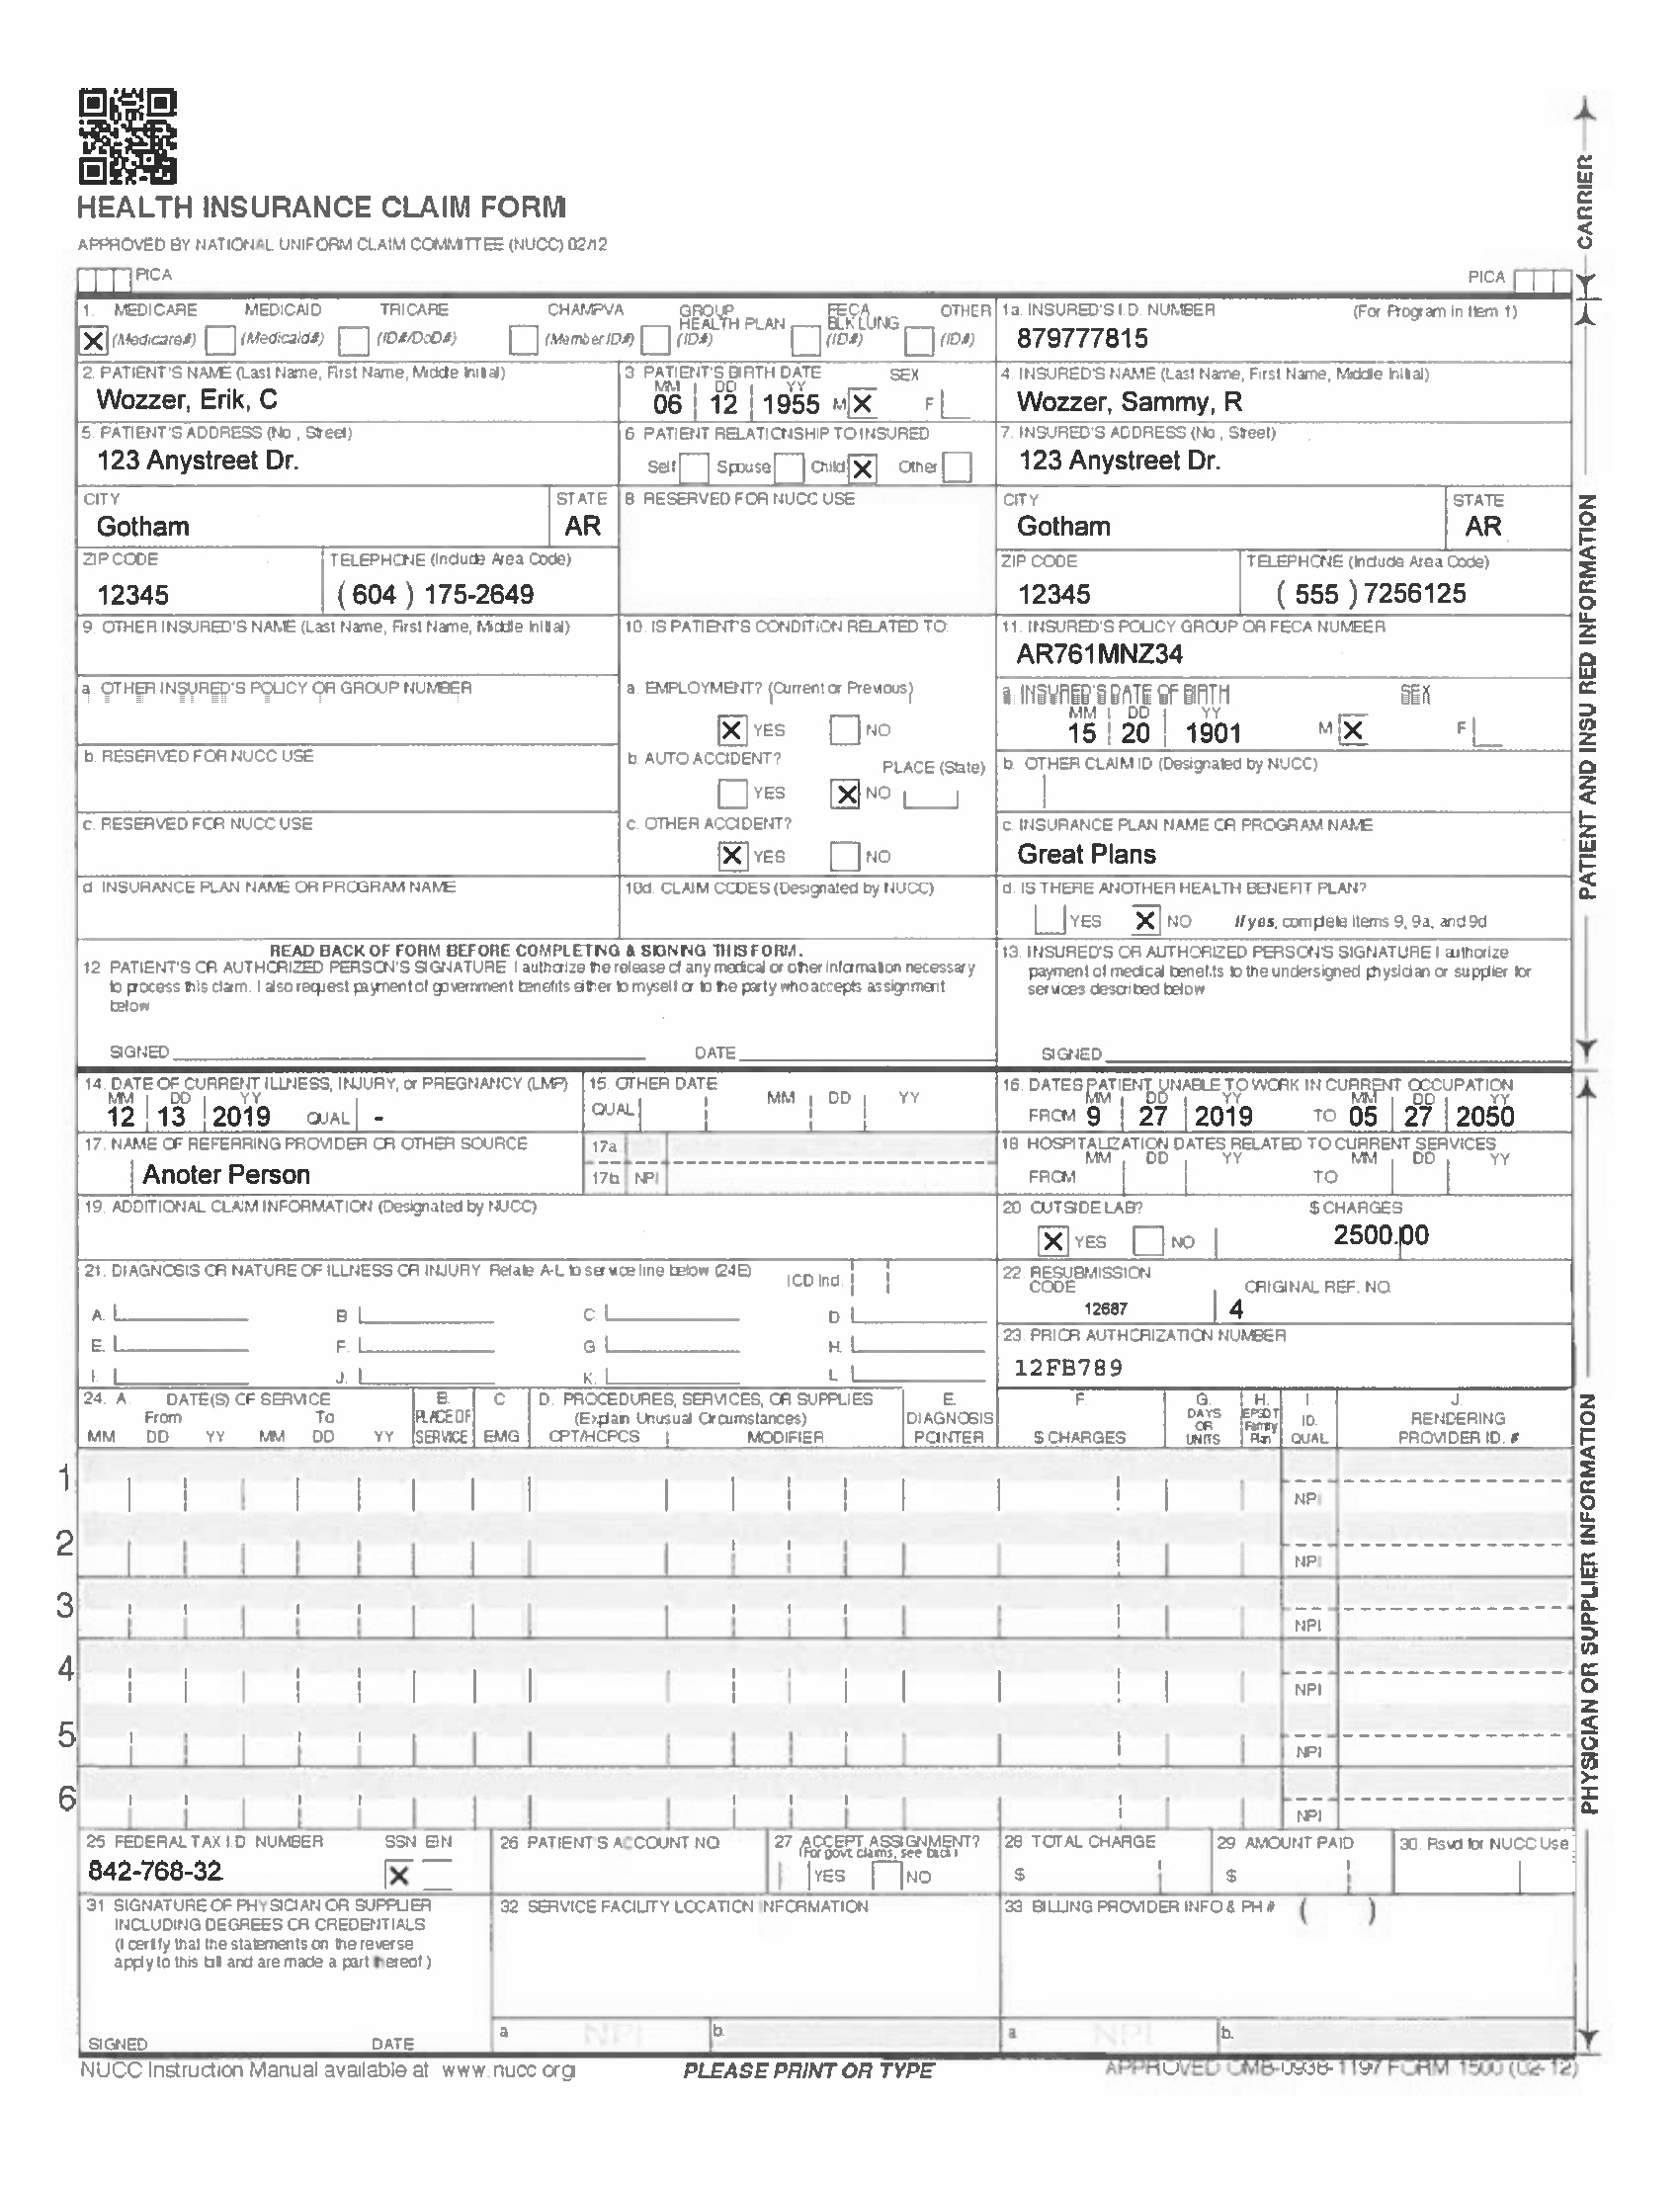 HEALTH INSURANCE CLAIM FORM
APPROVED BY NATIONAL UNIFORM CLAIM COMMITTEE (NUCC) 02/12
PICA
PICA
CARRIER
1. MEDICARE MEDICAID TRICARE CHAMPVA GROUP HEALTH PLAN FECA BLK LUNG OTHER
X (Medicare#) (Medicaid#) (ID#/DoD#) (Member ID#) (ID#) (ID#) (ID#)
1a. INSURED'S I.D. NUMBER (For Program in Item 1)
879777815
2. PATIENT'S NAME (Last Name, First Name, Middle Initial)
Wozzer, Erik, C
3 PATIENT'S BIRTH DATE SEX
MM DD YY
06 12 1955 M X F
4. INSURED'S NAME (Last Name, First Name, Middle Initial)
Wozzer, Sammy, R
5. PATIENT'S ADDRESS (No , Street)
123 Anystreet Dr.
6 PATIENT RELATIONSHIP TO INSURED
Self Spouse Child X Other
7. INSURED'S ADDRESS (No , Street)
123 Anystreet Dr.
CITY STATE
Gotham AR
8 RESERVED FOR NUCC USE
CITY STATE
Gotham AR
ZIP CODE TELEPHONE (Include Area Code)
12345 ( 604 ) 175-2649
ZIP CODE TELEPHONE (Include Area Code)
12345 ( 555 ) 7256125
9. OTHER INSURED'S NAME (Last Name, First Name, Middle Initial)
10. IS PATIENT'S CONDITION RELATED TO:
11. INSURED'S POLICY GROUP OR FECA NUMBER
AR761MNZ34
a. OTHER INSURED'S POLICY OR GROUP NUMBER
a. EMPLOYMENT? (Current or Previous)
X YES NO
a. INSURED'S DATE OF BIRTH SEX
MM DD YY
15 20 1901 M X F
b. RESERVED FOR NUCC USE
b. AUTO ACCIDENT? PLACE (State)
YES X NO
b. OTHER CLAIM ID (Designated by NUCC)
c. RESERVED FOR NUCC USE
c. OTHER ACCIDENT?
X YES NO
c. INSURANCE PLAN NAME OR PROGRAM NAME
Great Plans
d INSURANCE PLAN NAME OR PROGRAM NAME
10d. CLAIM CODES (Designated by NUCC)
d. IS THERE ANOTHER HEALTH BENEFIT PLAN?
YES X NO If yes, complete items 9, 9a, and 9d
PATIENT AND INSU RED INFORMATION
READ BACK OF FORM BEFORE COMPLETING & SIGNING THIS FORM.
12 PATIENT'S OR AUTHORIZED PERSON'S SIGNATURE I authorize the release of any medical or other information necessary
to process this claim. I also request payment of government benefits either to myself or to the party who accepts assignment
below
SIGNED DATE
13. INSURED'S OR AUTHORIZED PERSON'S SIGNATURE I authorize
payment of medical benefits to the undersigned physician or supplier for
services described below
SIGNED
14. DATE OF CURRENT ILLNESS, INJURY, or PREGNANCY (LMP)
MM DD YY
12 13 2019 QUAL -
15. OTHER DATE MM DD YY
QUAL
16. DATES PATIENT UNABLE TO WORK IN CURRENT OCCUPATION
MM DD YY MM DD YY
FROM 9 27 2019 TO 05 27 2050
17. NAME OF REFERRING PROVIDER OR OTHER SOURCE
Anoter Person
17a
17b NPI
18 HOSPITALIZATION DATES RELATED TO CURRENT SERVICES
MM DD YY MM DD YY
FROM TO
19. ADDITIONAL CLAIM INFORMATION (Designated by NUCC)
20 OUTSIDE LAB? $ CHARGES
X YES NO 2500.00
21. DIAGNOSIS OR NATURE OF ILLNESS OR INJURY Relate A-L to service line below (24E) ICD Ind.
A. B C. D
E. F. G H.
I. J. K. L
22 RESUBMISSION CODE ORIGINAL REF. NO.
12687 4
23. PRIOR AUTHORIZATION NUMBER
12FB789
24. A DATE(S) OF SERVICE B. C D. PROCEDURES, SERVICES, OR SUPPLIES E. F. G. H. I. J.
From To PLACE OF (Explain Unusual Circumstances) DIAGNOSIS DAYS OR EPSDT Family ID. RENDERING
MM DD YY MM DD YY SERVICE EMG CPT/HCPCS MODIFIER POINTER $ CHARGES UNITS Plan QUAL PROVIDER ID. #
1
NPI
2
NPI
3
NPI
4
NPI
5
NPI
6
NPI
PHYSICIAN OR SUPPLIER INFORMATION
25 FEDERAL TAX I.D NUMBER SSN EIN
842-768-32 X
26 PATIENT'S ACCOUNT NO
27 ACCEPT ASSIGNMENT?
(For govt claims, see back)
YES NO
28 TOTAL CHARGE
$
29 AMOUNT PAID
$
30. Rsvd for NUCC Use
31 SIGNATURE OF PHYSICIAN OR SUPPLIER
INCLUDING DEGREES OR CREDENTIALS
(I certify that the statements on the reverse
apply to this bill and are made a part thereof)
SIGNED DATE
32 SERVICE FACILITY LOCATION INFORMATION
a NPI b.
33 BILLING PROVIDER INFO & PH # ( )
a NPI b.
NUCC Instruction Manual available at www.nucc org
PLEASE PRINT OR TYPE
APPROVED OMB-0938-1197 FORM 1500 (02-12)